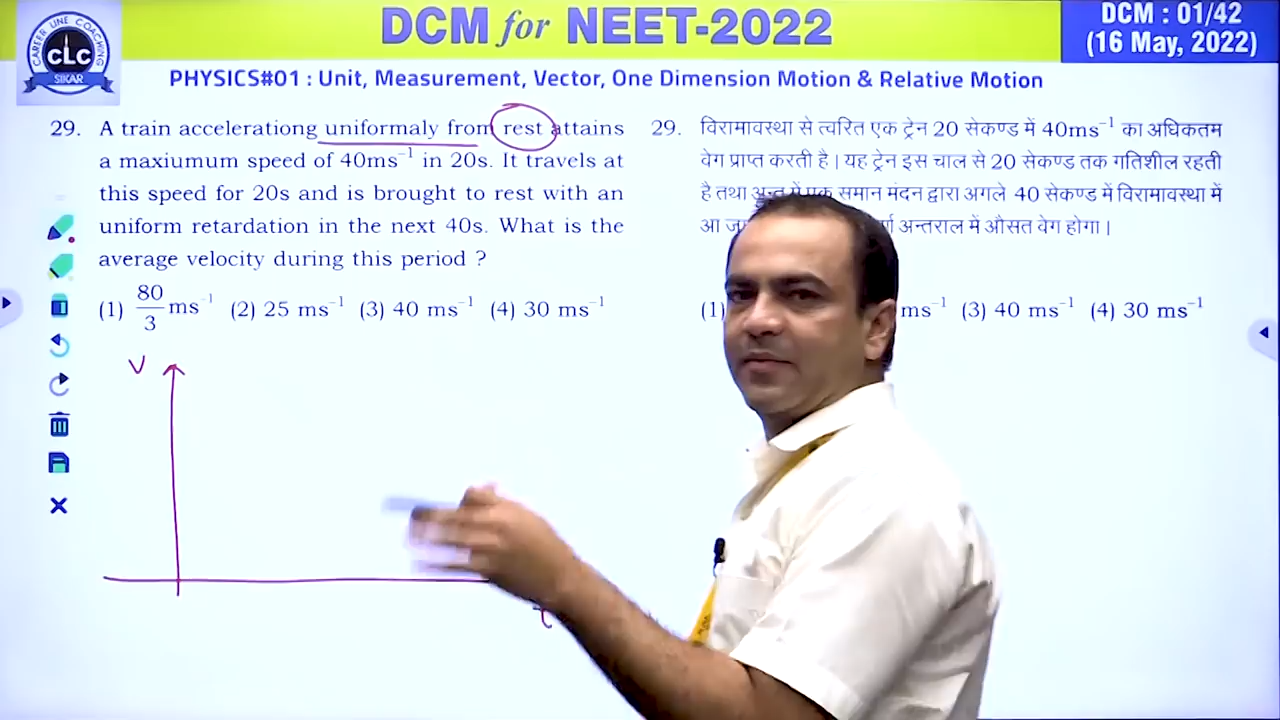 DCM for NEET-2022
DCM : 01/42
(16 May, 2022)
CAREER LINE COACHING
CLC
SIKAR
PHYSICS#01 : Unit, Measurement, Vector, One Dimension Motion & Relative Motion
29. A train accelerationg uniformaly from rest attains
a maxiumum speed of 40ms⁻¹ in 20s. It travels at
this speed for 20s and is brought to rest with an
uniform retardation in the next 40s. What is the
average velocity during this period ?
(1) 80/3 ms⁻¹ (2) 25 ms⁻¹ (3) 40 ms⁻¹ (4) 30 ms⁻¹
29. विरामावस्था से त्वरित एक ट्रेन 20 सेकण्ड में 40ms⁻¹ का अधिकतम
वेग प्राप्त करती है । यह ट्रेन इस चाल से 20 सेकण्ड तक गतिशील रहती
है तथा अन्त में एक समान मंदन द्वारा अगले 40 सेकण्ड में विरामावस्था में
आ अन्तराल में औसत वेग होगा ।
(1) ms⁻¹ (3) 40 ms⁻¹ (4) 30 ms⁻¹
v
t